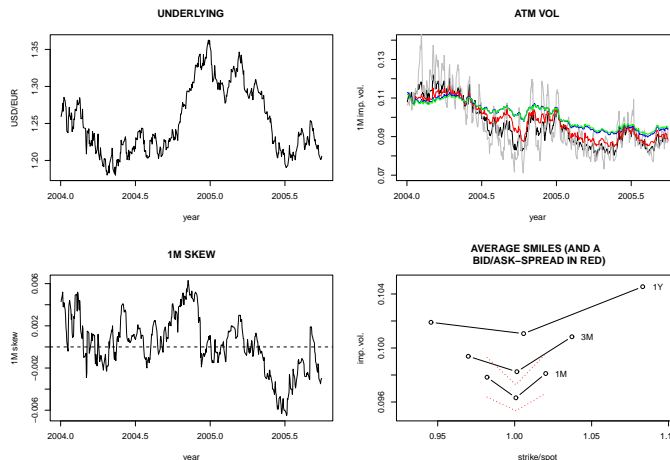 UNDERLYING
USD/EUR
1.35
1.30
1.25
1.20
2004.0
2004.5
2005.0
2005.5
year
ATM VOL
1M imp. vol.
0.13
0.11
0.09
0.07
2004.0
2004.5
2005.0
2005.5
year
1M SKEW
1M skew
0.006
0.002
-0.002
-0.006
2004.0
2004.5
2005.0
2005.5
year
AVERAGE SMILES (AND A
BID/ASK-SPREAD IN RED)
imp.vol.
0.104
0.100
0.096
1Y
3M
1M
0.95
1.00
1.05
strike/spot